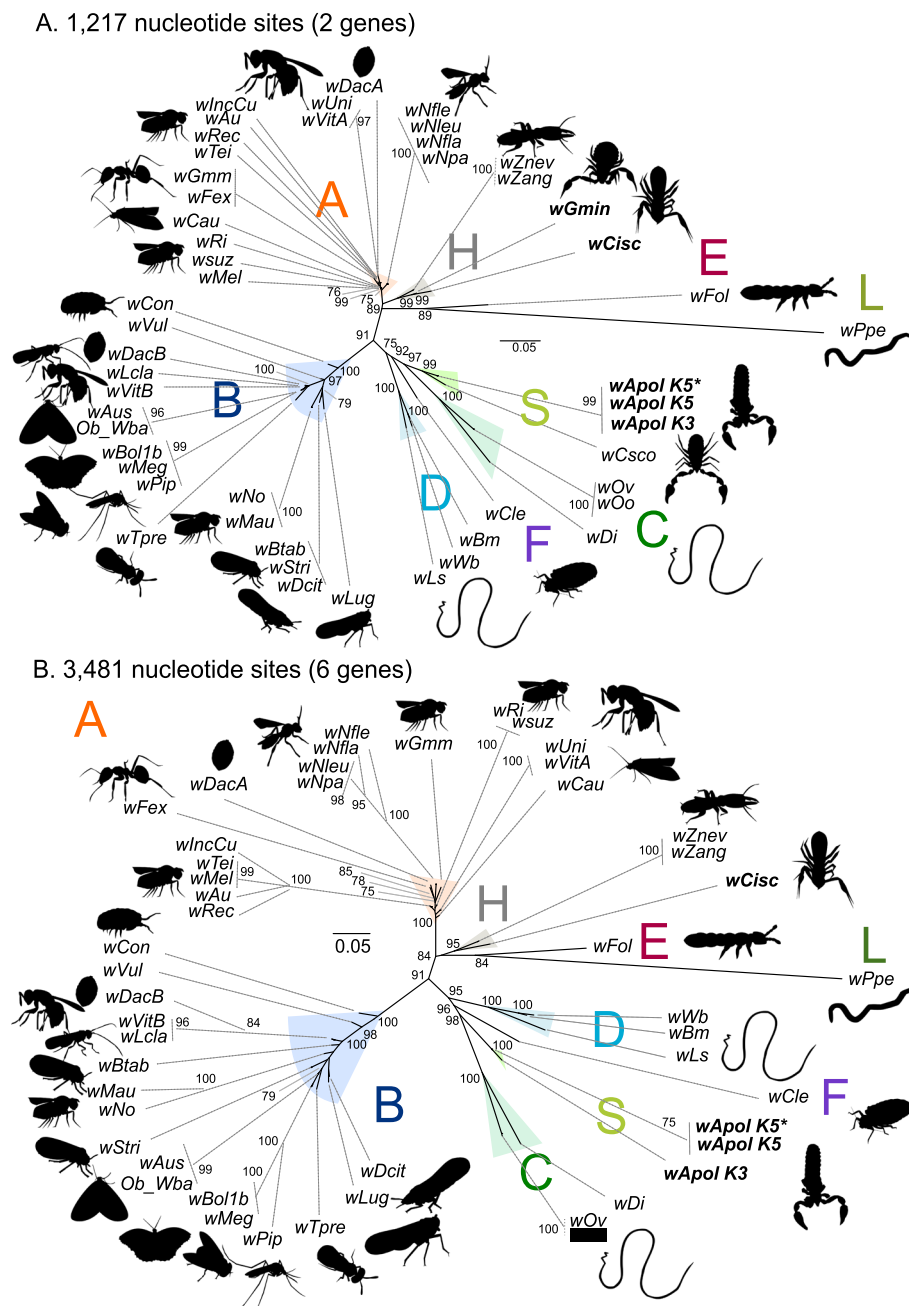 A. 1,217 nucleotide sites (2 genes)
wDacA
wUni
wVitA
97
wIncCu
wAu
wRec
wTei
wNfle
wNleu
wNfla
wNpa
100
wZnev
wZang
100
wGmm
wFex
A
wGmin
wCau
wCisc
H
E
wRi
wsuz
wMel
76
99
75
99
99
wFol
L
89
89
wPpe
wCon
wVul
91
0.05
75
92
97
99
wDacB
wLcla
wVitB
100
100
97
79
B
100
100
100
S
99
wApol K5*
wApol K5
wApol K3
wAus
Ob_Wba
96
wCsco
wBol1b
wMeg
wPip
99
D
wOv
wOo
100
wNo
wMau
100
wCle
F
wDi
C
wTpre
wBm
wBtab
wStri
wDcit
wWb
wLs
wLug
B. 3,481 nucleotide sites (6 genes)
A
wRi
wsuz
100
wNfle
wNfla
wNleu
wNpa
98
95
100
wGmm
wUni
wVitA
100
wDacA
wCau
wFex
wZnev
wZang
100
wIncCu
wTei
wMel
99
wAu
wRec
100
85
78
75
wCisc
100
H
0.05
95
wFol
E
L
84
84
wPpe
wCon
wVul
91
wDacB
95
100
100
wVitB
wLcla
96
84
100
98
100
96
98
D
wWb
wBm
wLs
wBtab
wMau
wNo
100
79
100
B
S
wCle
F
75
wApol K5*
wApol K5
wStri
100
wApol K3
wAus
Ob_Wba
99
100
wDcit
C
wBol1b
wMeg
wLug
wDi
wPip
wTpre
100
wOv